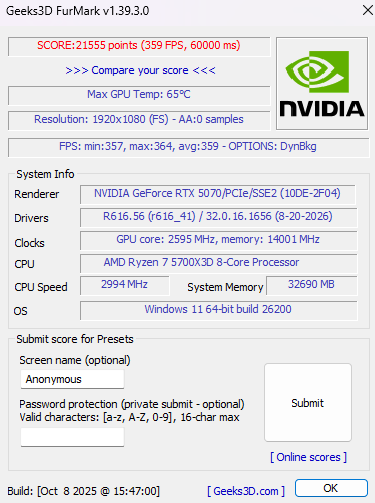 Geeks3D FurMark v1.39.3.0
SCORE:21555 points (359 FPS, 60000 ms)
>>> Compare your score <<<
Max GPU Temp: 65°C
Resolution: 1920x1080 (FS) - AA:0 samples
NVIDIA
FPS: min:357, max:364, avg:359 - OPTIONS: DynBkg
System Info
Renderer NVIDIA GeForce RTX 5070/PCIe/SSE2 (10DE-2F04)
Drivers R616.56 (r616_41) / 32.0.16.1656 (8-20-2026)
Clocks GPU core: 2595 MHz, memory: 14001 MHz
CPU AMD Ryzen 7 5700X3D 8-Core Processor
CPU Speed 2994 MHz System Memory 32690 MB
OS Windows 11 64-bit build 26200
Submit score for Presets
Screen name (optional)
Anonymous
Password protection (private submit - optional)
Valid characters: [a-z, A-Z, 0-9], 16-char max
Submit
[ Online scores ]
Build: [Oct 8 2025 @ 15:47:00] [ Geeks3D.com ] OK